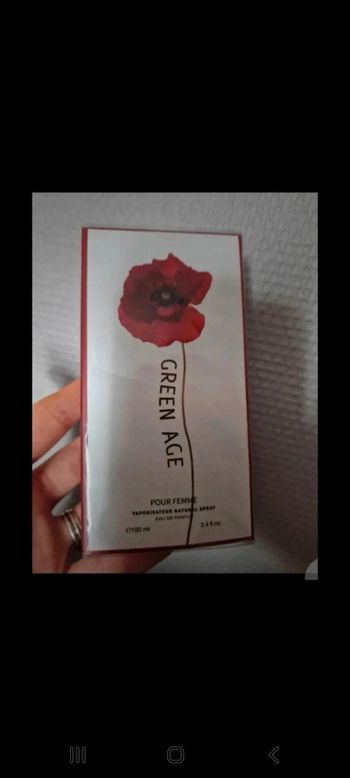 GREEN AGE
POUR FEMME
VAPORISATEUR NATURAL SPRAY
EAU DE PARFUM
℮100 ml 3.4 fl.oz.